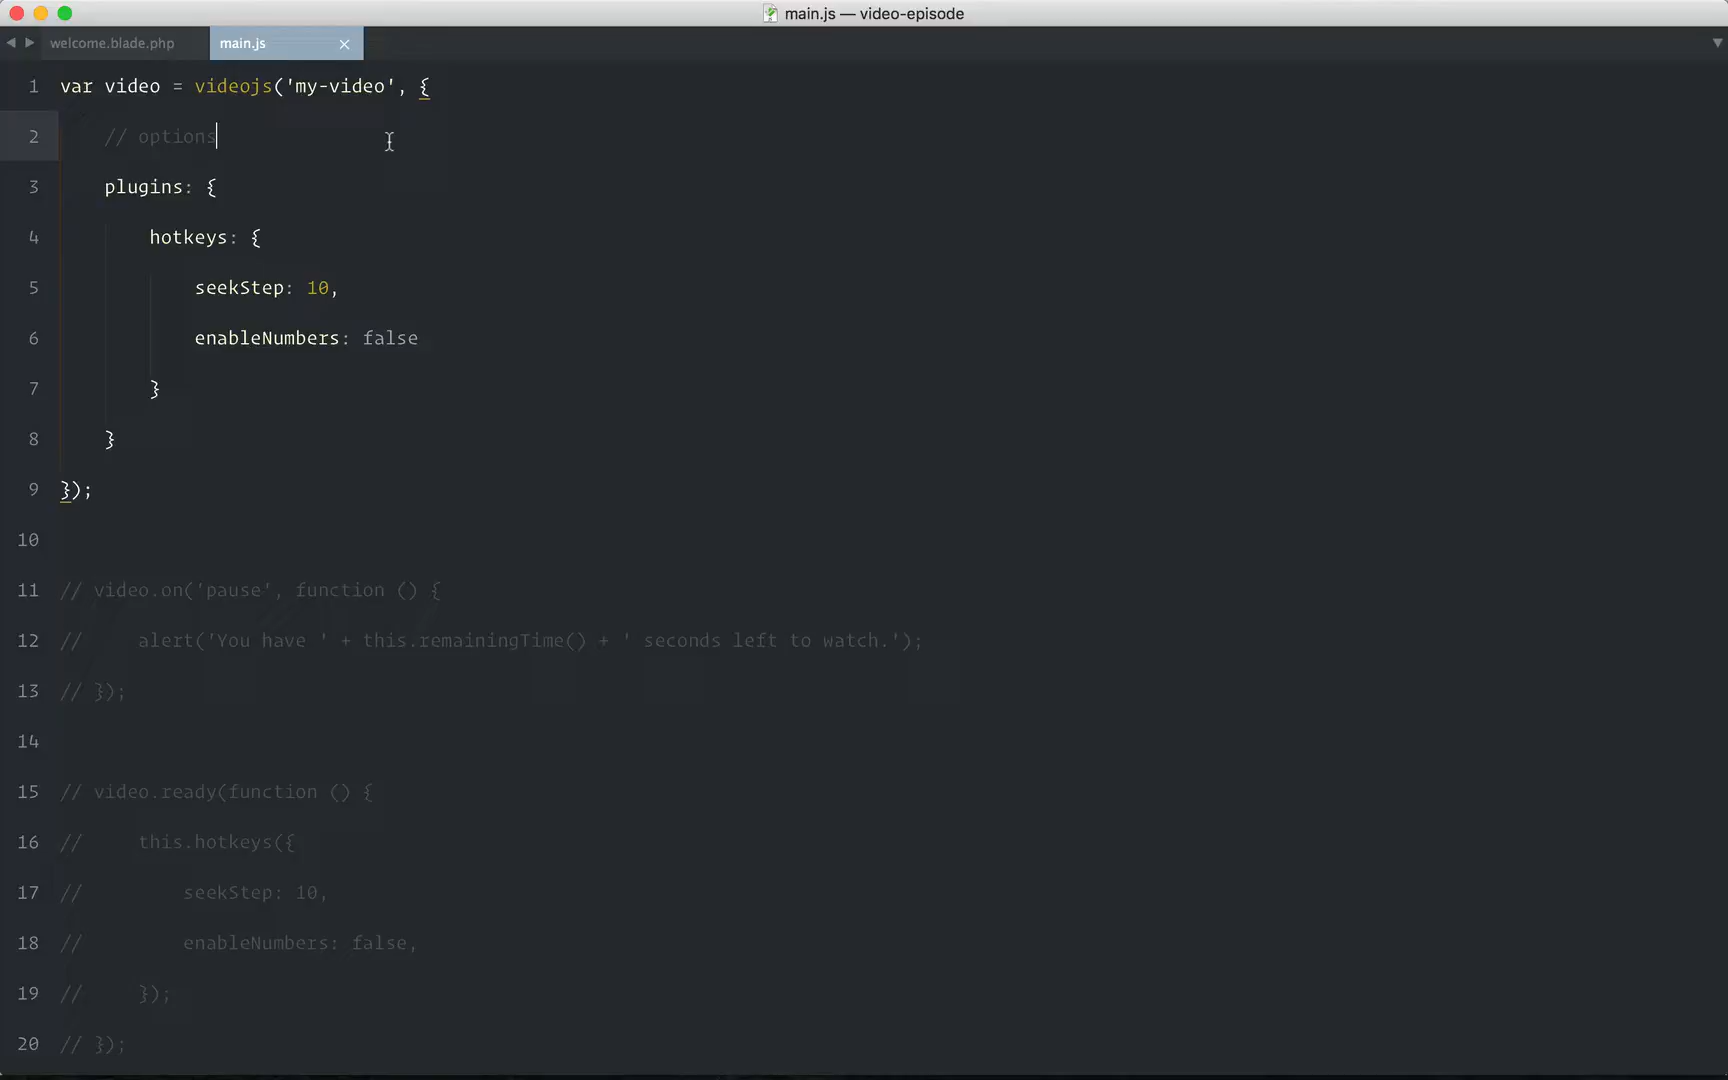 main.js — video-episode
welcome.blade.php main.js
1 var video = videojs('my-video', {
2 // options
3 plugins: {
4 hotkeys: {
5 seekStep: 10,
6 enableNumbers: false
7 }
8 }
9 });
10
11 // video.on('pause', function () {
12 // alert('You have ' + this.remainingTime() + ' seconds left to watch.');
13 // });
14
15 // video.ready(function () {
16 // this.hotkeys({
17 // seekStep: 10,
18 // enableNumbers: false,
19 // });
20 // });